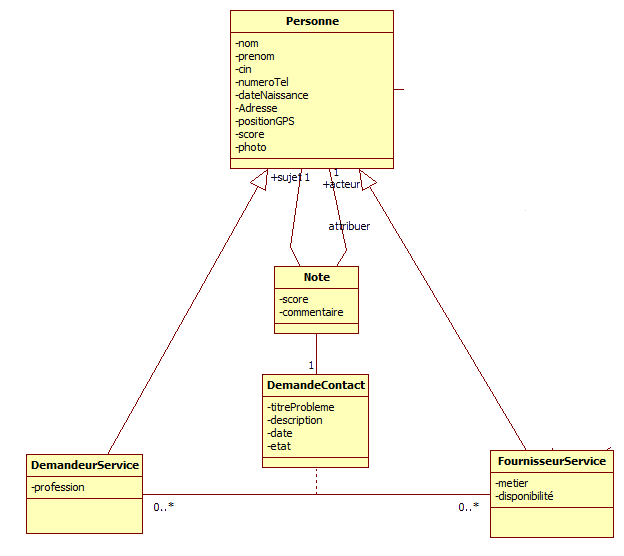 Personne
-nom
-prenom
-cin
-numeroTel
-dateNaissance
-Adresse
-positionGPS
-score
-photo
+sujet 1
1
+acteur
attribuer
Note
-score
-commentaire
1
DemandeContact
-titreProbleme
-description
-date
-etat
DemandeurService
-profession
FournisseurService
-metier
-disponibilité
0..*
0..*